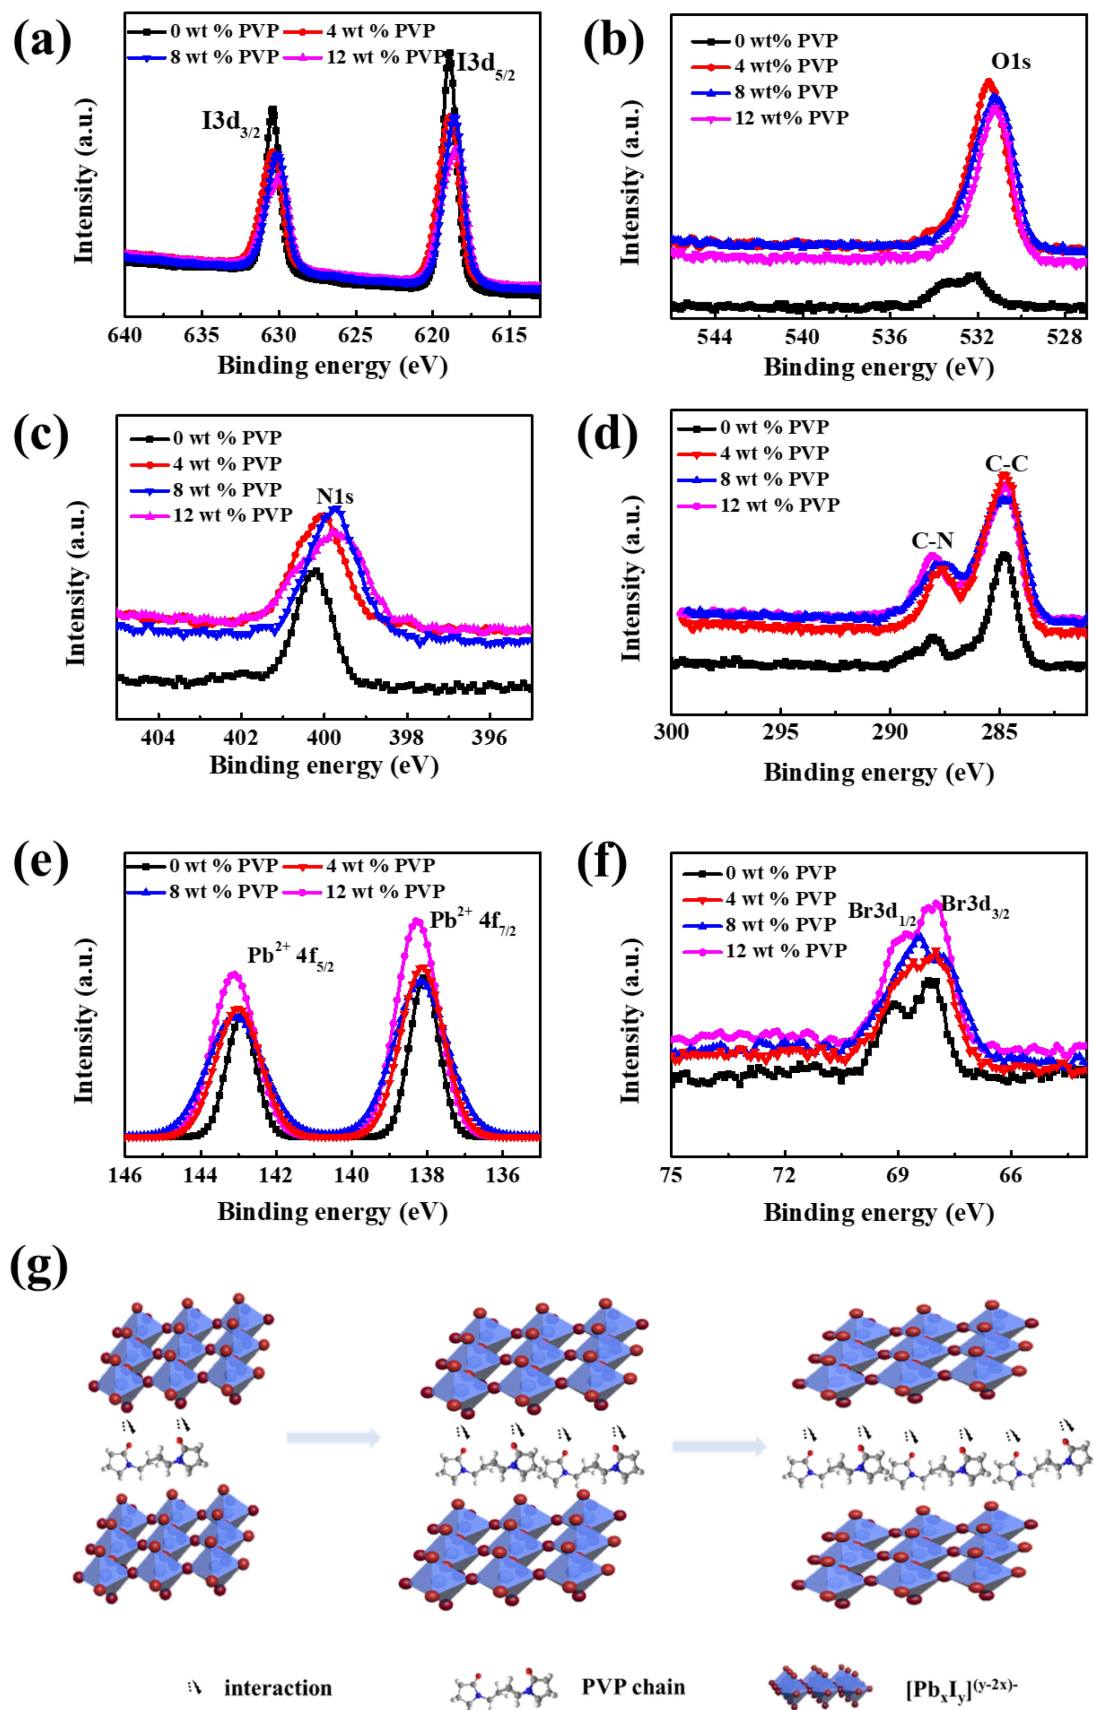 (a)
0 wt % PVP 4 wt % PVP
8 wt % PVP 12 wt % PVP
I3d5/2
I3d3/2
Intensity (a.u.)
640 635 630 625 620 615
Binding energy (eV)
(b)
0 wt% PVP
4 wt% PVP
8 wt% PVP
12 wt% PVP
O1s
Intensity (a.u.)
544 540 536 532 528
Binding energy (eV)
(c)
0 wt % PVP
4 wt % PVP
8 wt % PVP
12 wt % PVP
N1s
Intensity (a.u.)
404 402 400 398 396
Binding energy (eV)
(d)
0 wt % PVP
4 wt % PVP
8 wt % PVP
12 wt % PVP
C-C
C-N
Intensity (a.u.)
300 295 290 285
Binding energy (eV)
(e)
0 wt % PVP 4 wt % PVP
8 wt % PVP 12 wt % PVP
Pb2+ 4f7/2
Pb2+ 4f5/2
Intensity (a.u.)
146 144 142 140 138 136
Binding energy (eV)
(f)
0 wt % PVP
4 wt % PVP
8 wt % PVP
12 wt % PVP
Br3d1/2 Br3d3/2
Intensity (a.u.)
75 72 69 66
Binding energy (eV)
(g)
interaction PVP chain [PbxIy](y-2x)-